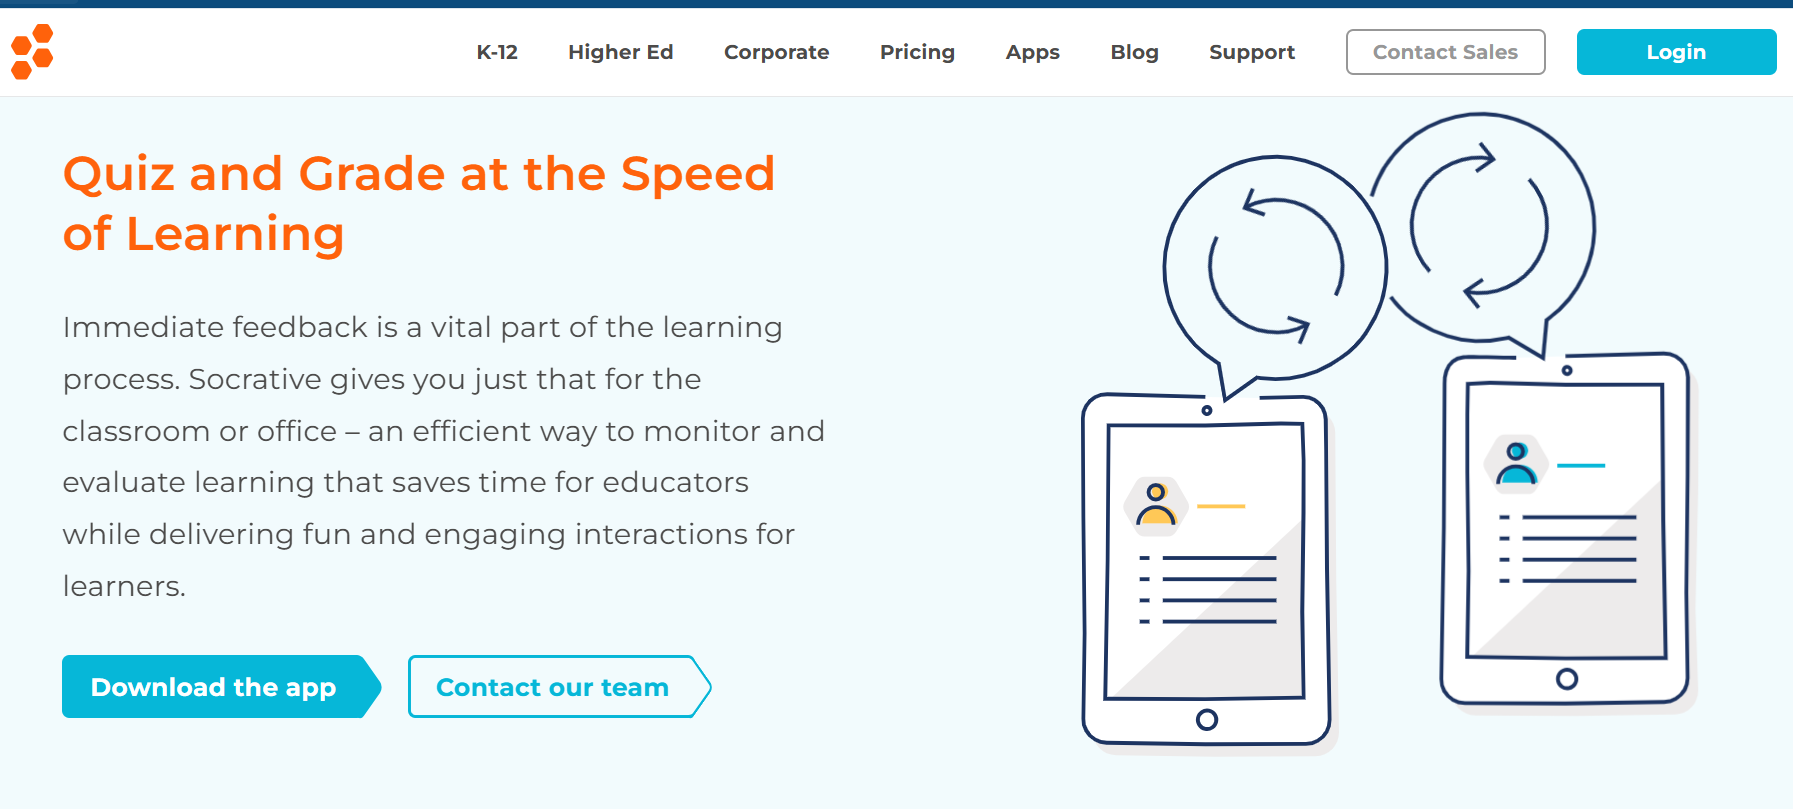 K-12 Higher Ed Corporate Pricing Apps Blog Support Contact Sales Login
Quiz and Grade at the Speed
of Learning
Immediate feedback is a vital part of the learning
process. Socrative gives you just that for the
classroom or office – an efficient way to monitor and
evaluate learning that saves time for educators
while delivering fun and engaging interactions for
learners.
Download the app Contact our team